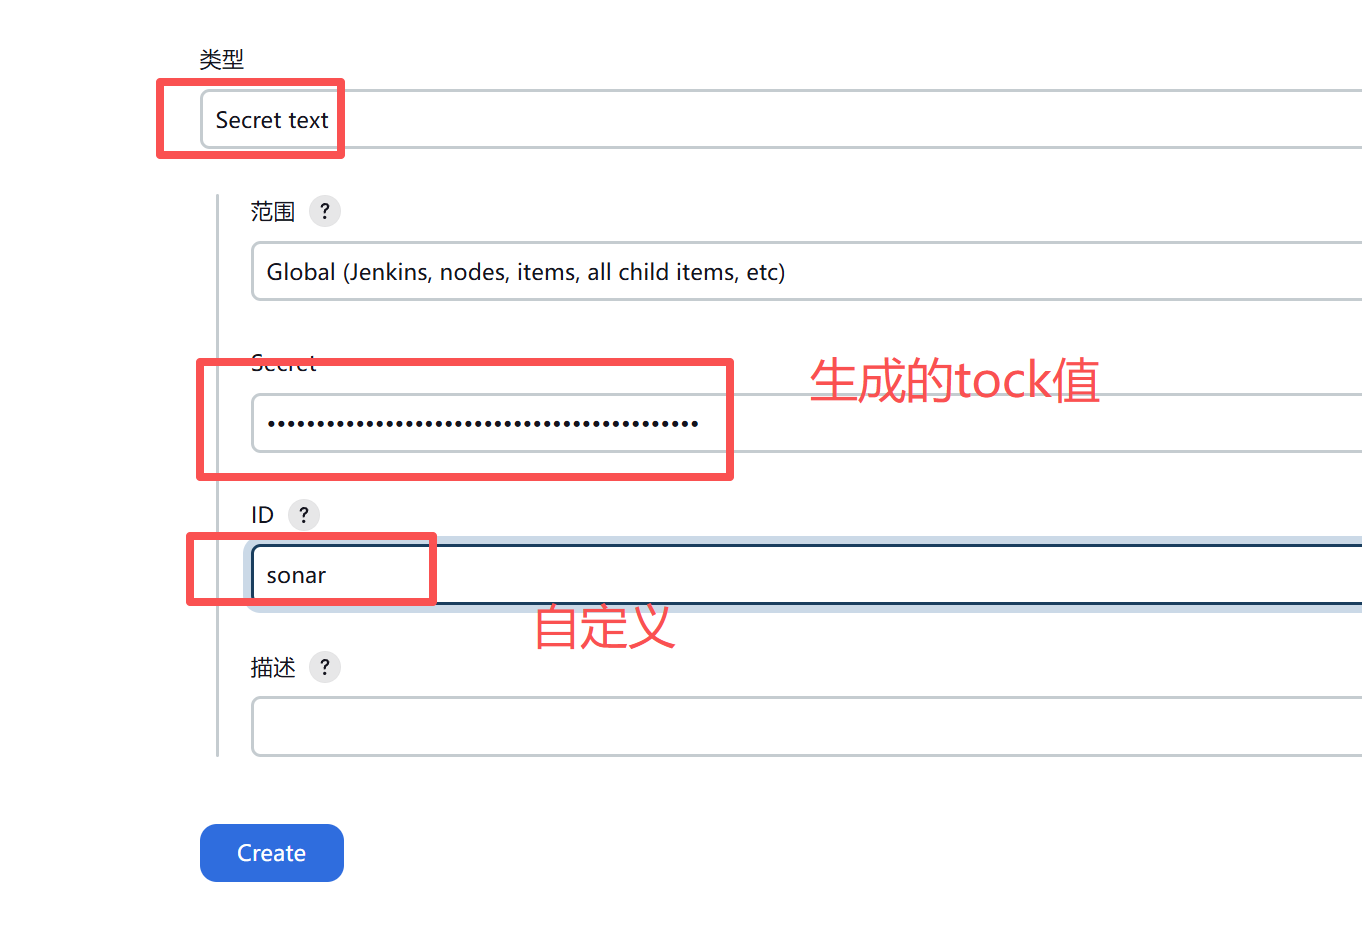 类型
Secret text
范围 ?
Global (Jenkins, nodes, items, all child items, etc)
Secret
生成的tock值
••••••••••••••••••••••••••••••••••••••••••••
ID ?
sonar
自定义
描述 ?
Create